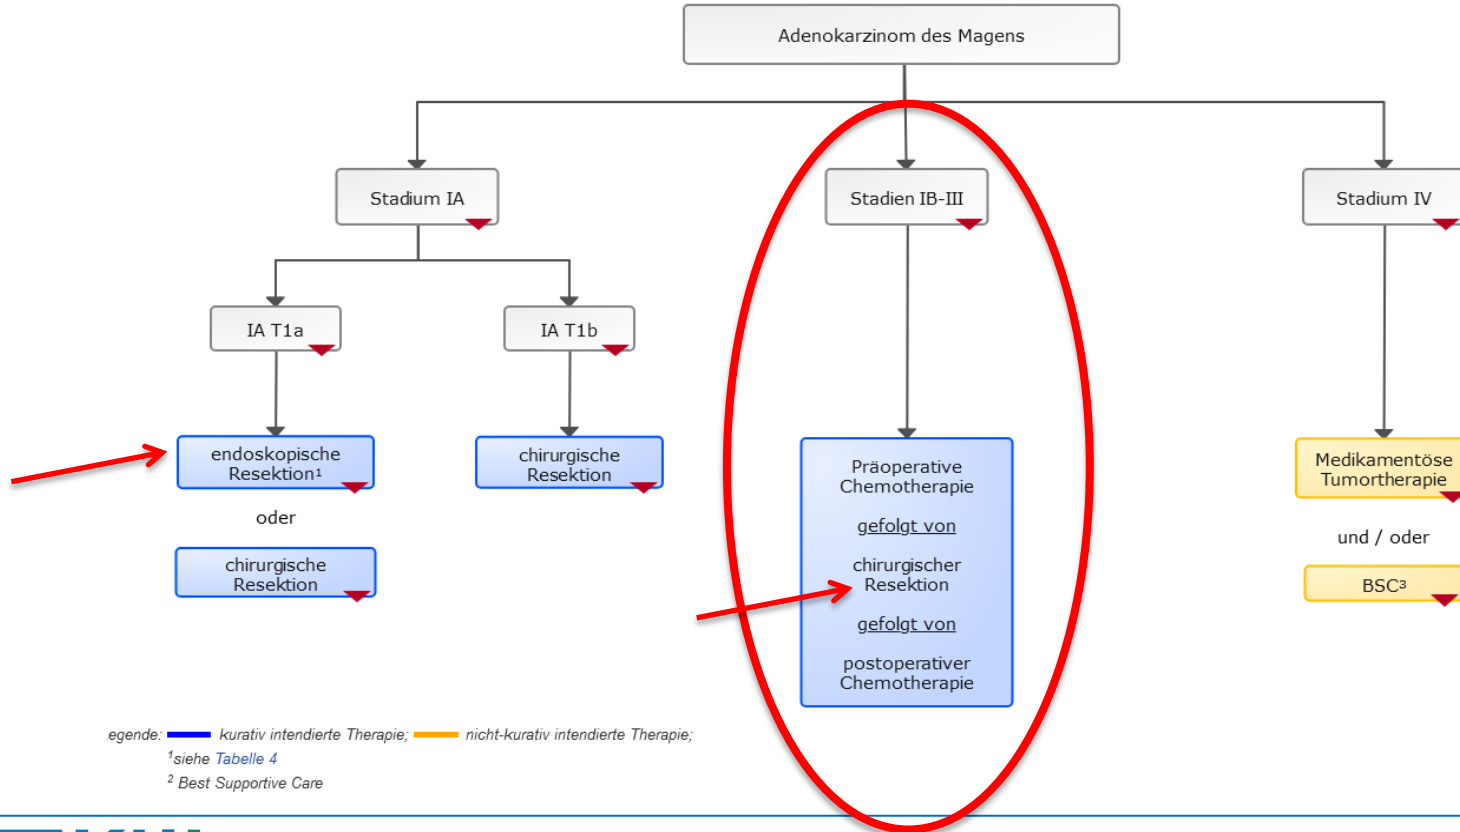 Adenokarzinom des Magens
Stadium IA
Stadien IB-III
Stadium IV
IA T1a
IA T1b
endoskopische
Resektion¹
oder
chirurgische
Resektion
chirurgische
Resektion
Präoperative
Chemotherapie
gefolgt von
chirurgischer
Resektion
gefolgt von
postoperativer
Chemotherapie
Medikamentöse
Tumortherapie
und / oder
BSC³
egende: kurativ intendierte Therapie; nicht-kurativ intendierte Therapie;
¹siehe Tabelle 4
² Best Supportive Care